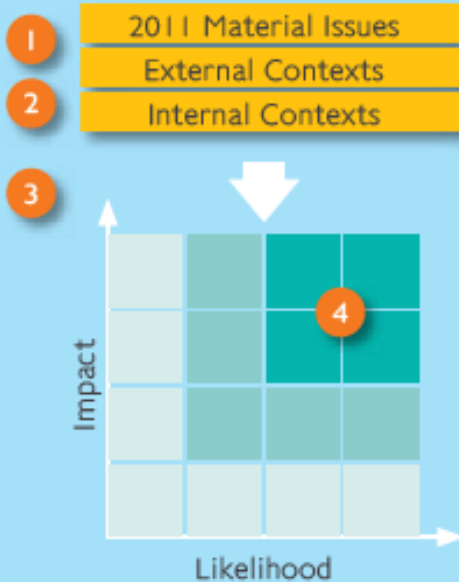 1
2011 Material Issues
External Contexts
2
Internal Contexts
3
4
Impact
Likelihood